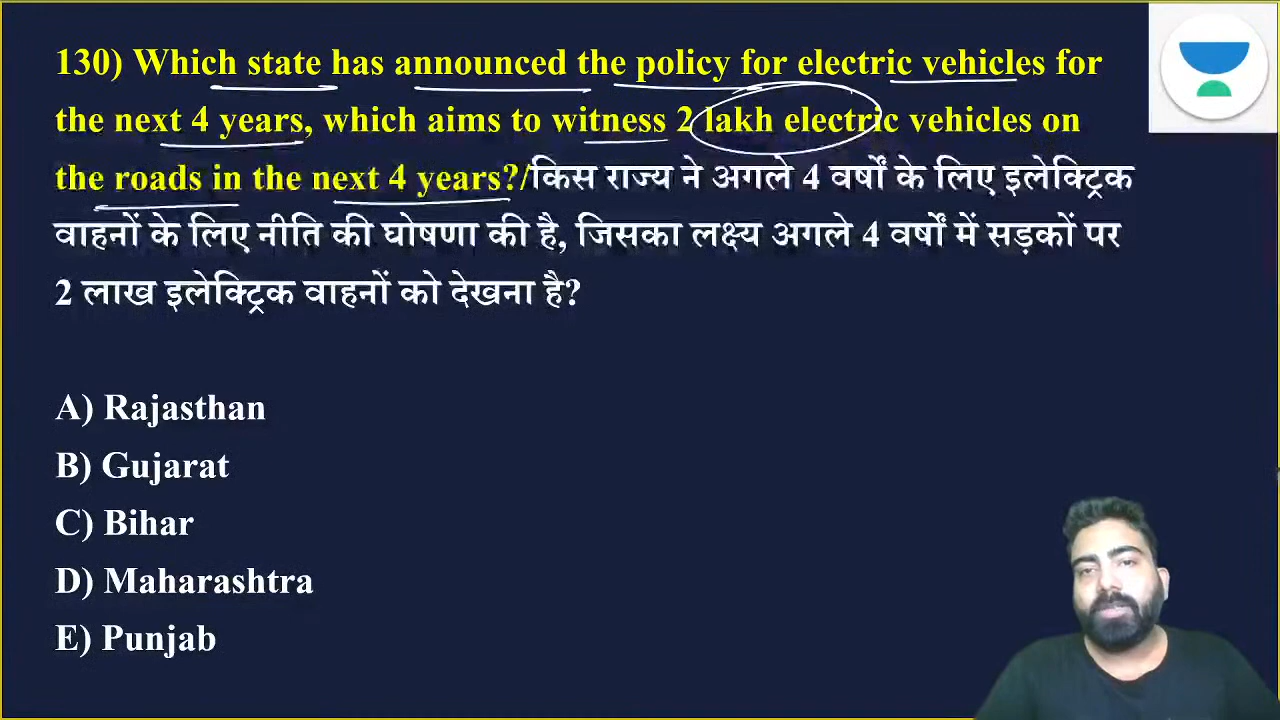 130) Which state has announced the policy for electric vehicles for
the next 4 years, which aims to witness 2 lakh electric vehicles on
the roads in the next 4 years?/किस राज्य ने अगले 4 वर्षों के लिए इलेक्ट्रिक
वाहनों के लिए नीति की घोषणा की है, जिसका लक्ष्य अगले 4 वर्षों में सड़कों पर
2 लाख इलेक्ट्रिक वाहनों को देखना है?
A) Rajasthan
B) Gujarat
C) Bihar
D) Maharashtra
E) Punjab